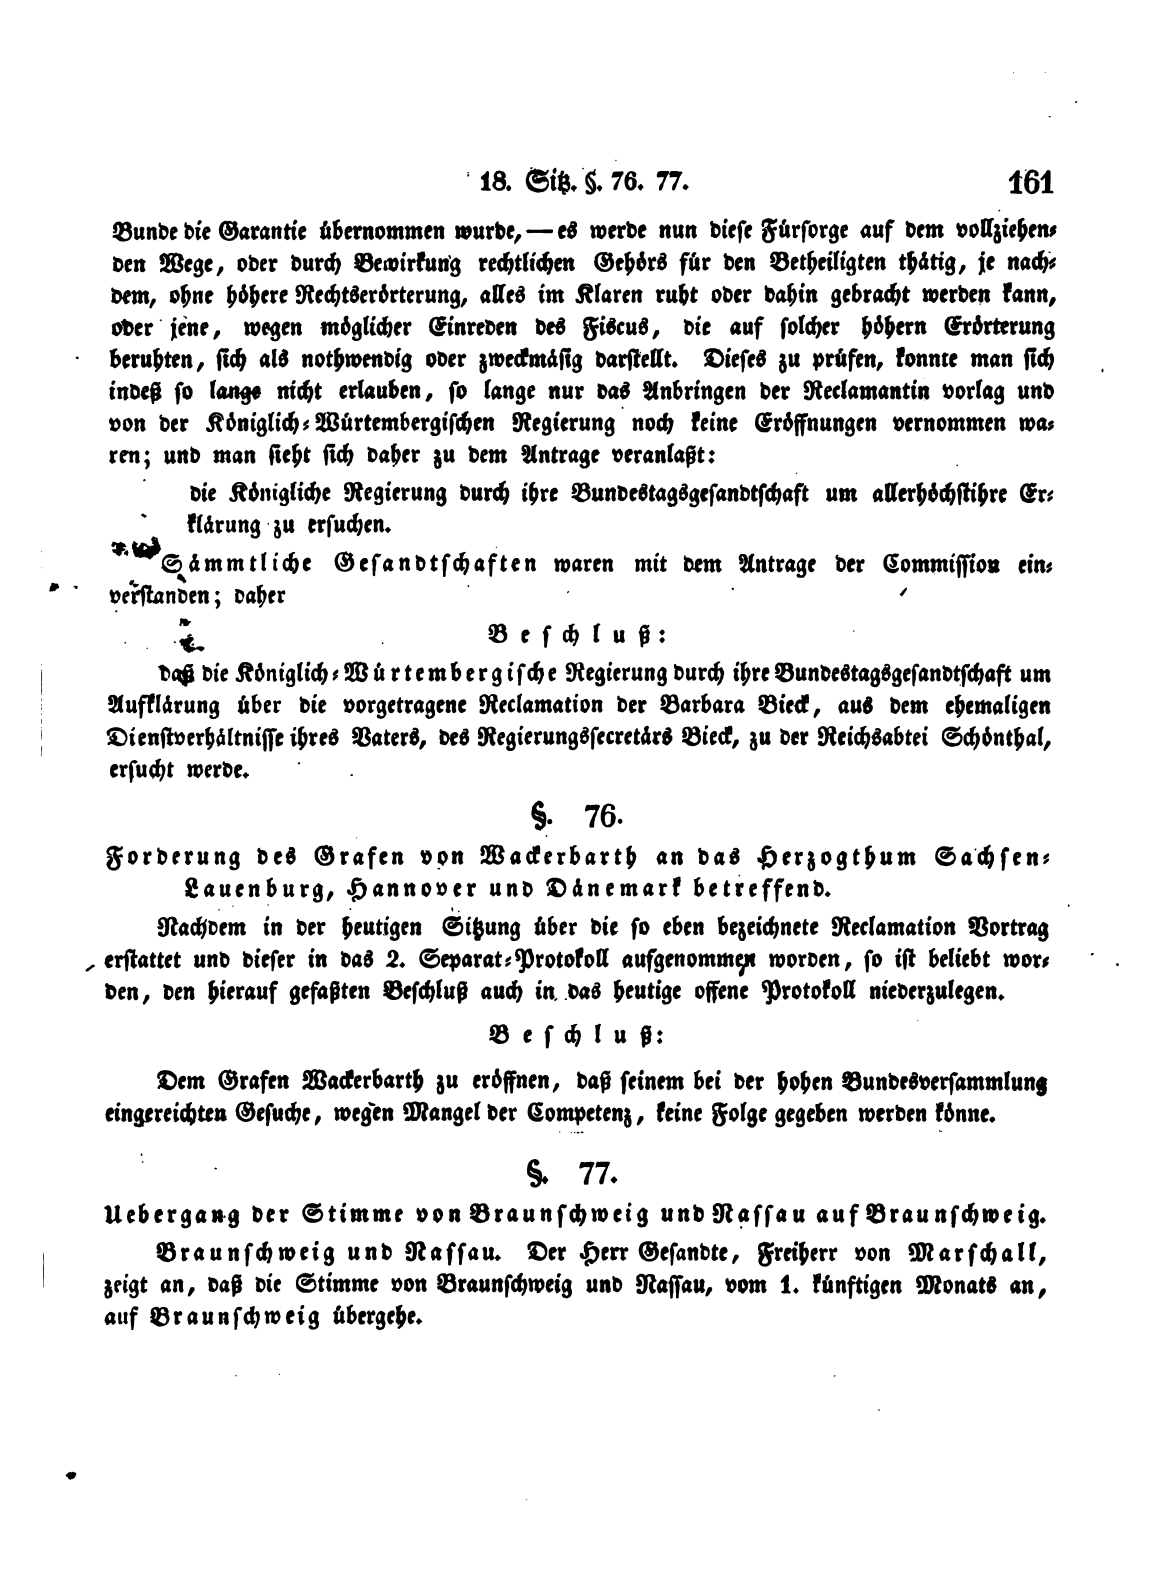 18. Sitz. §. 76. 77. 161
Bunde die Garantie übernommen wurde, — es werde nun diese Fürsorge auf dem vollziehen-
den Wege, oder durch Bewirkung rechtlichen Gehörs für den Betheiligten thätig, je nach-
dem, ohne höhere Rechtserörterung, alles im Klaren ruht oder dahin gebracht werden kann,
oder jene, wegen möglicher Einreden des Fiscus, die auf solcher höhern Erörterung
beruhten, sich als nothwendig oder zweckmäsig darstellt. Dieses zu prüfen, konnte man sich
indeß so lange nicht erlauben, so lange nur das Anbringen der Reclamantin vorlag und
von der Königlich-Würtembergischen Regierung noch keine Eröffnungen vernommen wa-
ren; und man sieht sich daher zu dem Antrage veranlaßt:
die Königliche Regierung durch ihre Bundestagsgesandtschaft um allerhöchstihre Er-
klärung zu ersuchen.
Sämmtliche Gesandtschaften waren mit dem Antrage der Commission ein-
verstanden; daher
Beschluß:
daß die Königlich-Würtembergische Regierung durch ihre Bundestagsgesandtschaft um
Aufklärung über die vorgetragene Reclamation der Barbara Bieck, aus dem ehemaligen
Dienstverhältnisse ihres Vaters, des Regierungssecretärs Bieck, zu der Reichsabtei Schönthal,
ersucht werde.
§. 76.
Forderung des Grafen von Wackerbarth an das Herzogthum Sachsen-
Lauenburg, Hannover und Dänemark betreffend.
Nachdem in der heutigen Sitzung über die so eben bezeichnete Reclamation Vortrag
erstattet und dieser in das 2. Separat-Protokoll aufgenommen worden, so ist beliebt wor-
den, den hierauf gefaßten Beschluß auch in das heutige offene Protokoll niederzulegen.
Beschluß:
Dem Grafen Wackerbarth zu eröffnen, daß seinem bei der hohen Bundesversammlung
eingereichten Gesuche, wegen Mangel der Competenz, keine Folge gegeben werden könne.
§. 77.
Uebergang der Stimme von Braunschweig und Nassau auf Braunschweig.
Braunschweig und Nassau. Der Herr Gesandte, Freiherr von Marschall,
zeigt an, daß die Stimme von Braunschweig und Nassau, vom 1. künftigen Monats an,
auf Braunschweig übergehe.